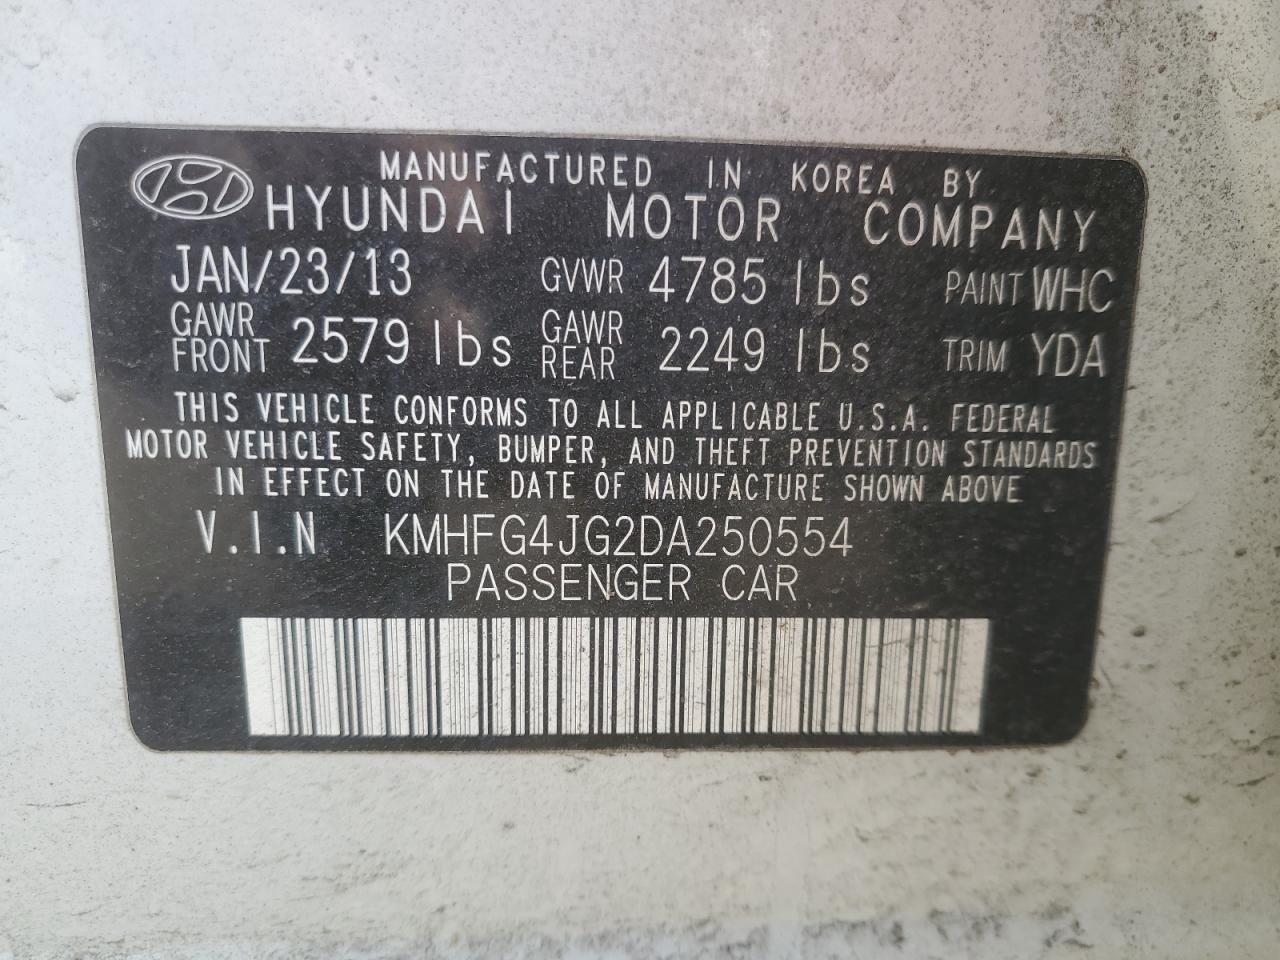 MANUFACTURED IN KOREA BY
HYUNDAI MOTOR COMPANY
JAN/23/13 GVWR 4785 lbs PAINT WHC
GAWR FRONT 2579 lbs GAWR REAR 2249 lbs TRIM YDA
THIS VEHICLE CONFORMS TO ALL APPLICABLE U.S.A. FEDERAL
MOTOR VEHICLE SAFETY, BUMPER, AND THEFT PREVENTION STANDARDS
IN EFFECT ON THE DATE OF MANUFACTURE SHOWN ABOVE
V.I.N KMHFG4JG2DA250554
PASSENGER CAR